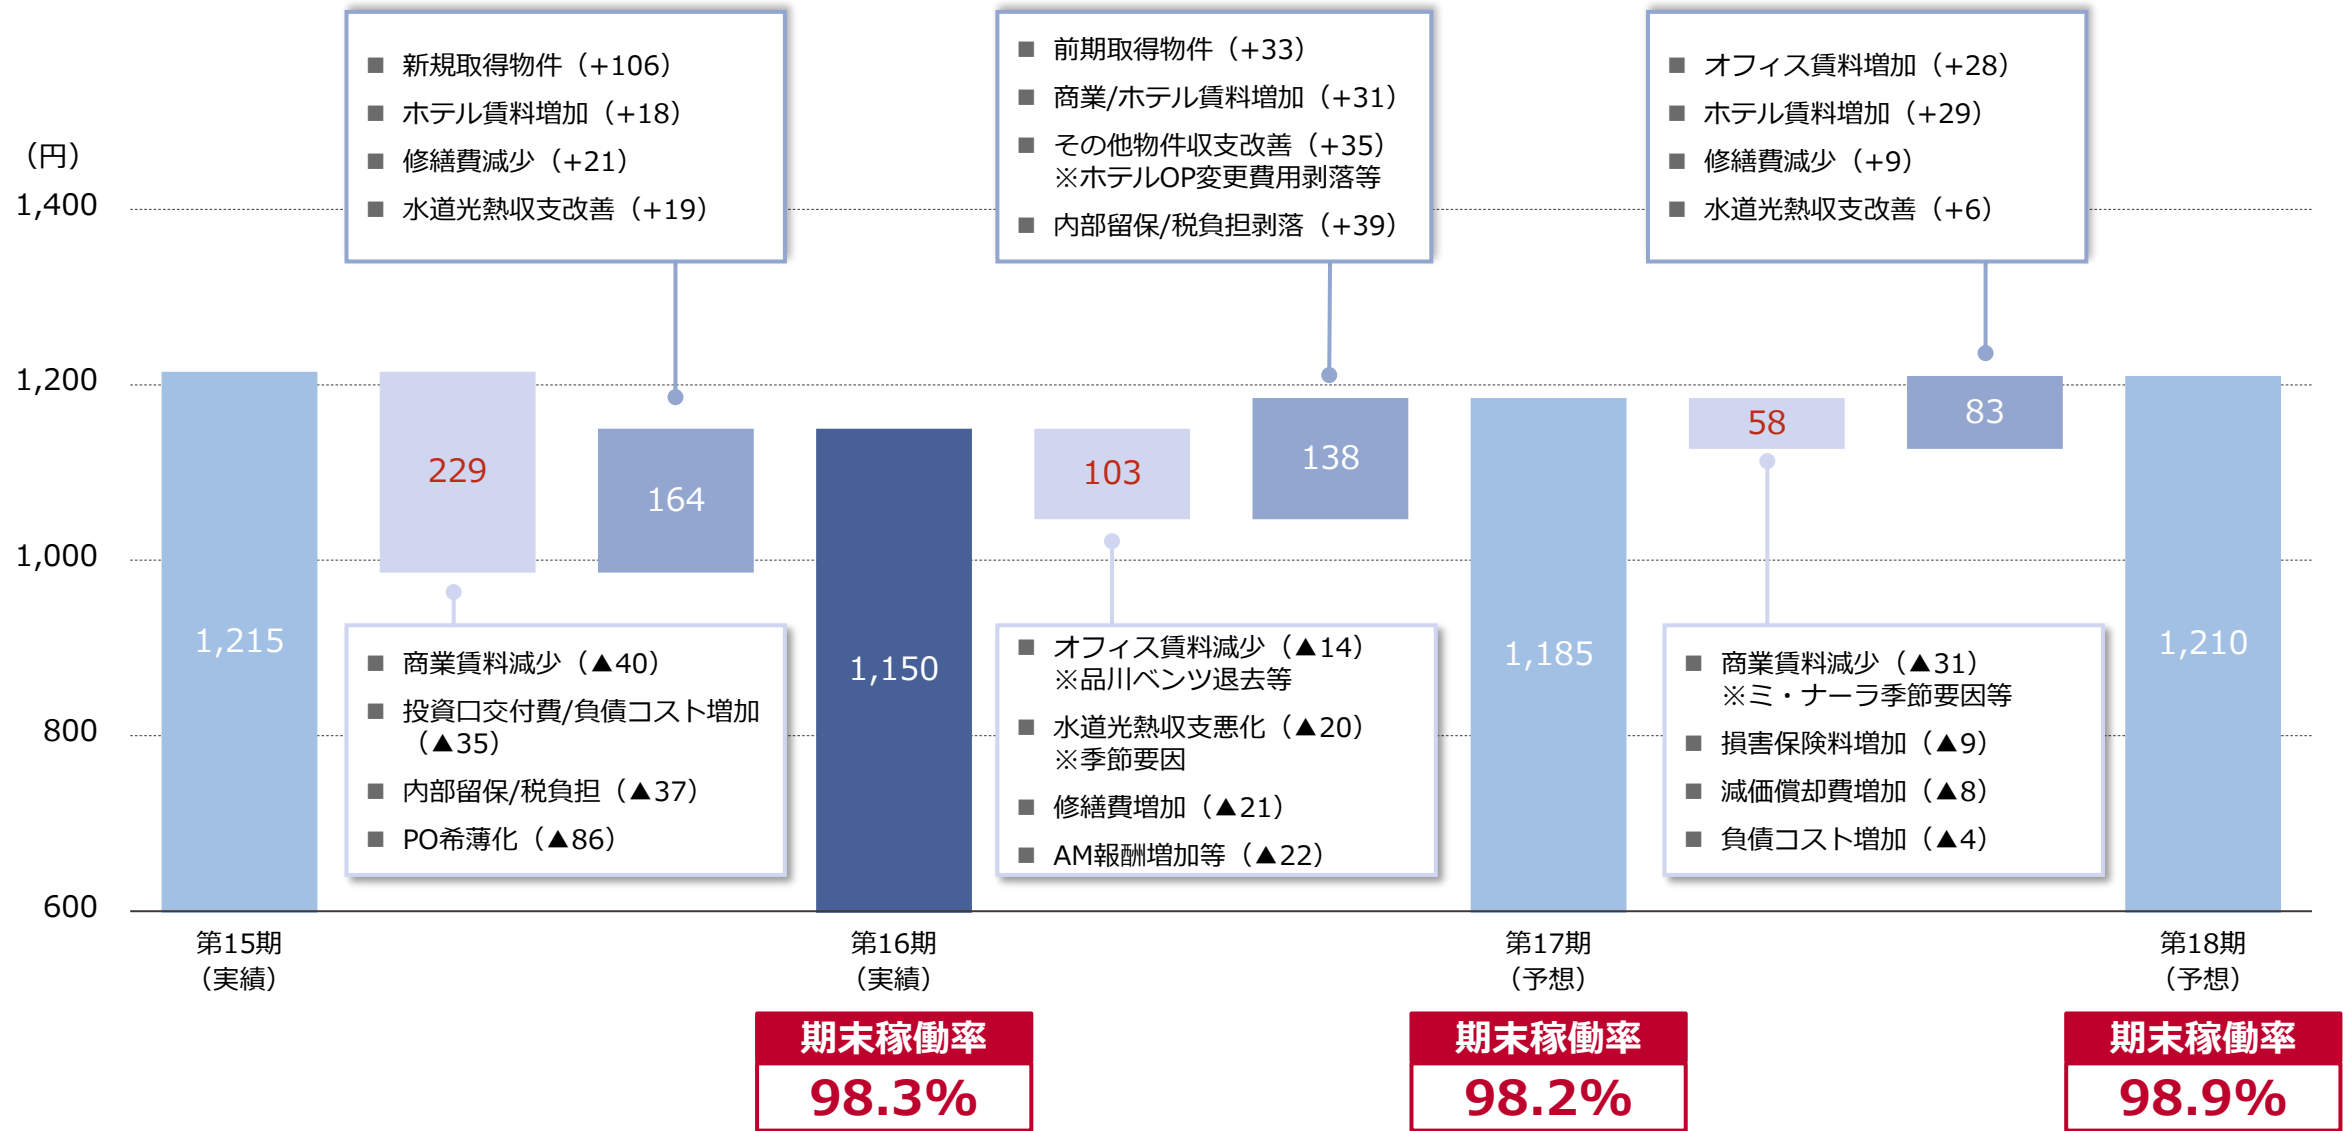 新規取得物件（+106）
ホテル賃料増加（+18）
修繕費減少（+21）
水道光熱収支改善（+19）
前期取得物件（+33）
商業/ホテル賃料増加（+31）
その他物件収支改善（+35）
※ホテルOP変更費用剥落等
内部留保/税負担剥落（+39）
オフィス賃料増加（+28）
ホテル賃料増加（+29）
修繕費減少（+9）
水道光熱収支改善（+6）
（円）
1,400
1,200
1,000
800
600
1,215
229
164
1,150
103
138
1,185
58
83
1,210
商業賃料減少（▲40）
投資口交付費/負債コスト増加
（▲35）
内部留保/税負担（▲37）
PO希薄化（▲86）
オフィス賃料減少（▲14）
※品川ベンツ退去等
水道光熱収支悪化（▲20）
※季節要因
修繕費増加（▲21）
AM報酬増加等（▲22）
商業賃料減少（▲31）
※ミ・ナーラ季節要因等
損害保険料増加（▲9）
減価償却費増加（▲8）
負債コスト増加（▲4）
第15期
（実績）
第16期
（実績）
第17期
（予想）
第18期
（予想）
期末稼働率
98.3%
期末稼働率
98.2%
期末稼働率
98.9%